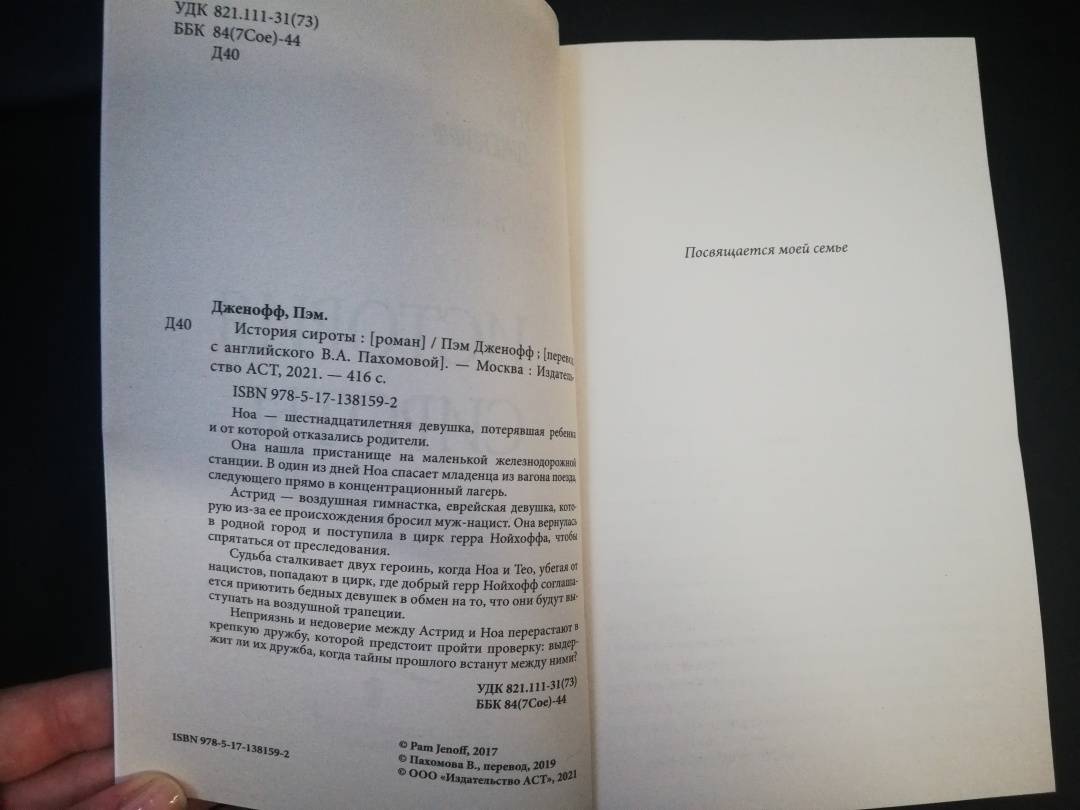 УДК 821.111-31(73)
ББК 84(7Сое)-44
Д40
Дженофф, Пэм.
Д40
История сироты : [роман] / Пэм Дженофф ; [перевод
с английского В.А. Пахомовой]. — Москва : Издатель-
ство АСТ, 2021. — 416 с.
ISBN 978-5-17-138159-2
Ноа — шестнадцатилетняя девушка, потерявшая ребенка
и от которой отказались родители.
Она нашла пристанище на маленькой железнодорожной
станции. В один из дней Ноа спасает младенца из вагона поезда,
следующего прямо в концентрационный лагерь.
Астрид — воздушная гимнастка, еврейская девушка, кото-
рую из-за ее происхождения бросил муж-нацист. Она вернулась
в родной город и поступила в цирк герра Нойхоффа, чтобы
спрятаться от преследования.
Судьба сталкивает двух героинь, когда Ноа и Тео, убегая от
нацистов, попадают в цирк, где добрый герр Нойхофф соглаша-
ется приютить бедных девушек в обмен на то, что они будут вы-
ступать на воздушной трапеции.
Неприязнь и недоверие между Астрид и Ноа перерастают в
крепкую дружбу, которой предстоит пройти проверку: выдер-
жит ли их дружба, когда тайны прошлого встанут между ними?
УДК 821.111-31(73)
ББК 84(7Сое)-44
ISBN 978-5-17-138159-2
© Pam Jenoff, 2017
© Пахомова В., перевод, 2019
© ООО «Издательство АСТ», 2021
Посвящается моей семье